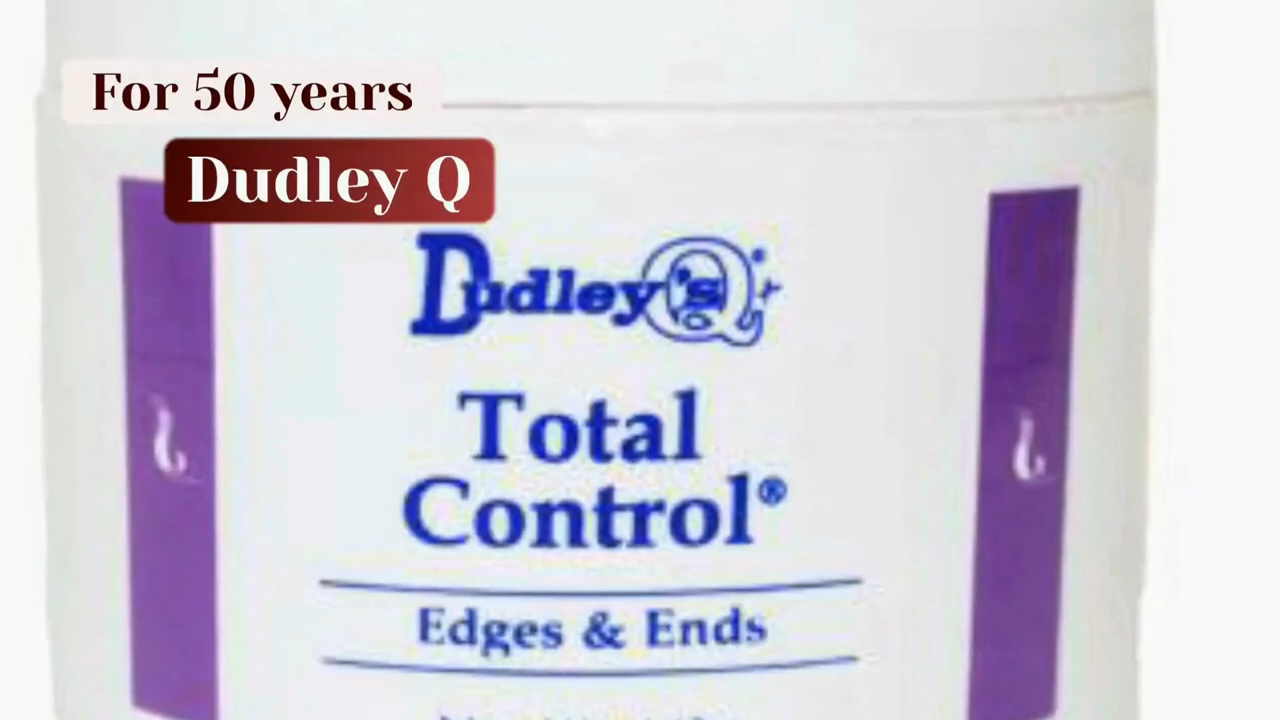 For 50 years
Dudley Q
Dudley's Q+
Total
Control®
Edges & Ends